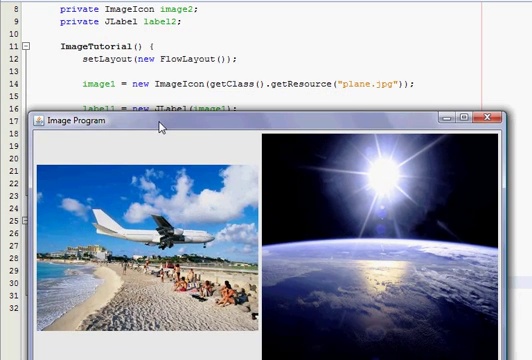 8 private ImageIcon image2;
9 private JLabel label2;
10
11 ImageTutorial() {
12 setLayout(new FlowLayout());
13
14 image1 = new ImageIcon(getClass().getResource("plane.jpg"));
15
16 label1 = new JLabel(image1);
17
Image Program
18
19
20
21
22
23
24
25
26
27
28
29
30
31
32